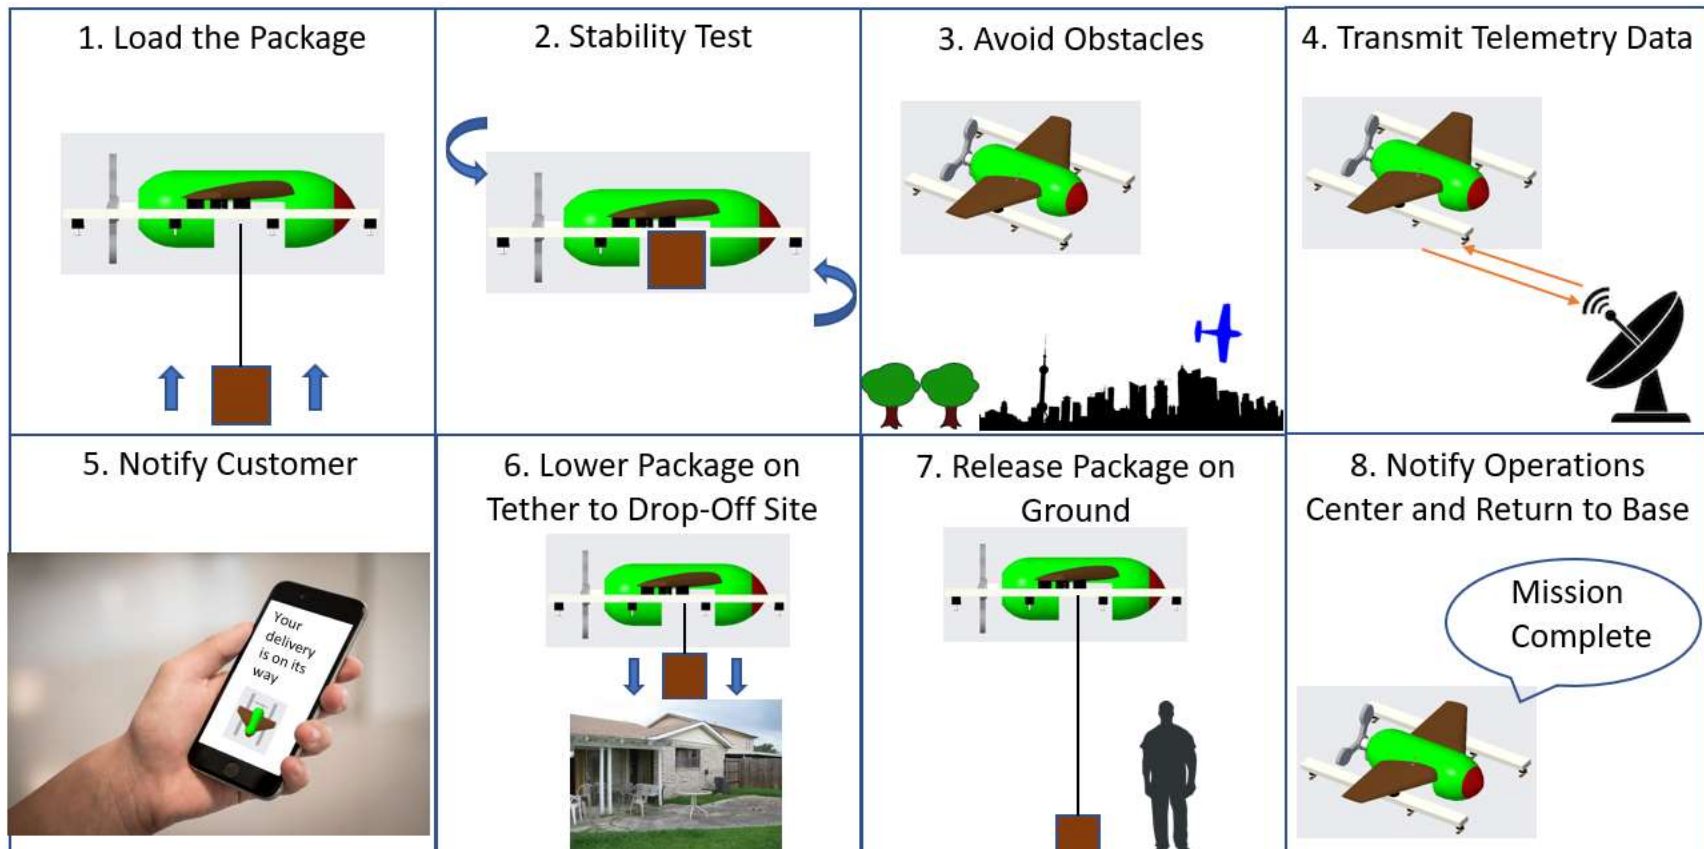 1. Load the Package
2. Stability Test
3. Avoid Obstacles
4. Transmit Telemetry Data
5. Notify Customer
Your
delivery
is on its
way
6. Lower Package on
Tether to Drop-Off Site
7. Release Package on
Ground
8. Notify Operations
Center and Return to Base
Mission
Complete